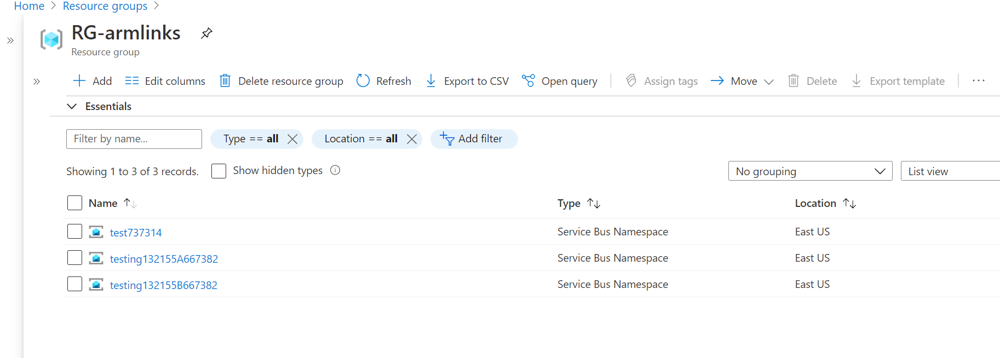 Home > Resource groups >
RG-armlinks
Resource group
Add Edit columns Delete resource group Refresh Export to CSV Open query Assign tags Move Delete Export template ...
Essentials
Filter by name... Type == all Location == all Add filter
Showing 1 to 3 of 3 records. Show hidden types No grouping List view
Name Type Location
test737314 Service Bus Namespace East US
testing132155A667382 Service Bus Namespace East US
testing132155B667382 Service Bus Namespace East US